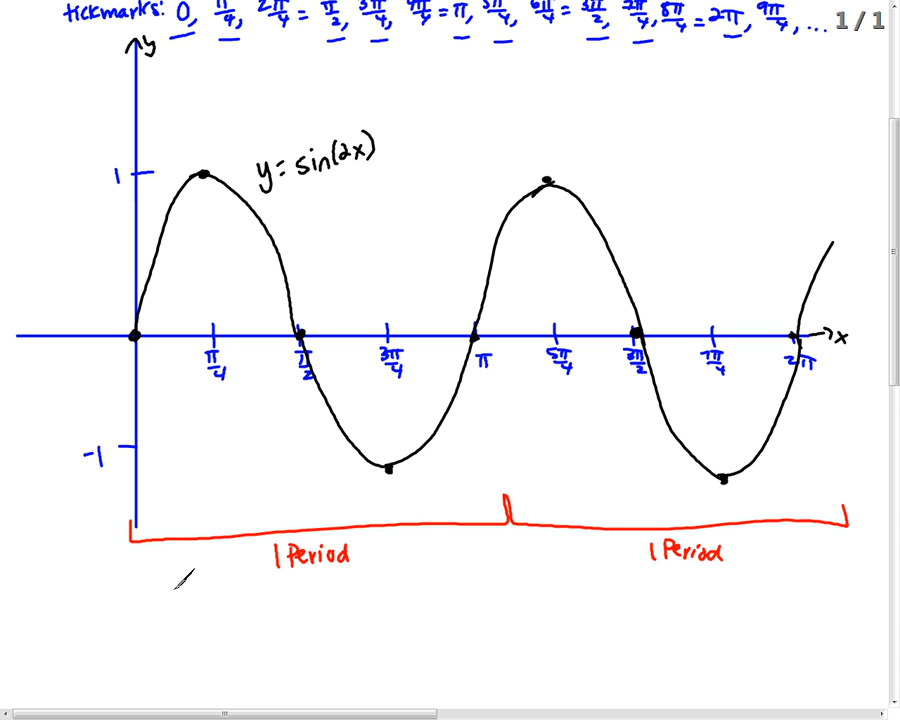 tickmarks: 0, π/4, 2π/4 = π/2, 3π/4, 4π/4 = π, 5π/4, 6π/4 = 3π/2, 7π/4, 8π/4 = 2π, 9π/4, ...
1 / 1
y
1
y = sin(2x)
x
π/4 π/2 3π/4 π 5π/4 3π/2 7π/4 2π
-1
1 Period 1 Period